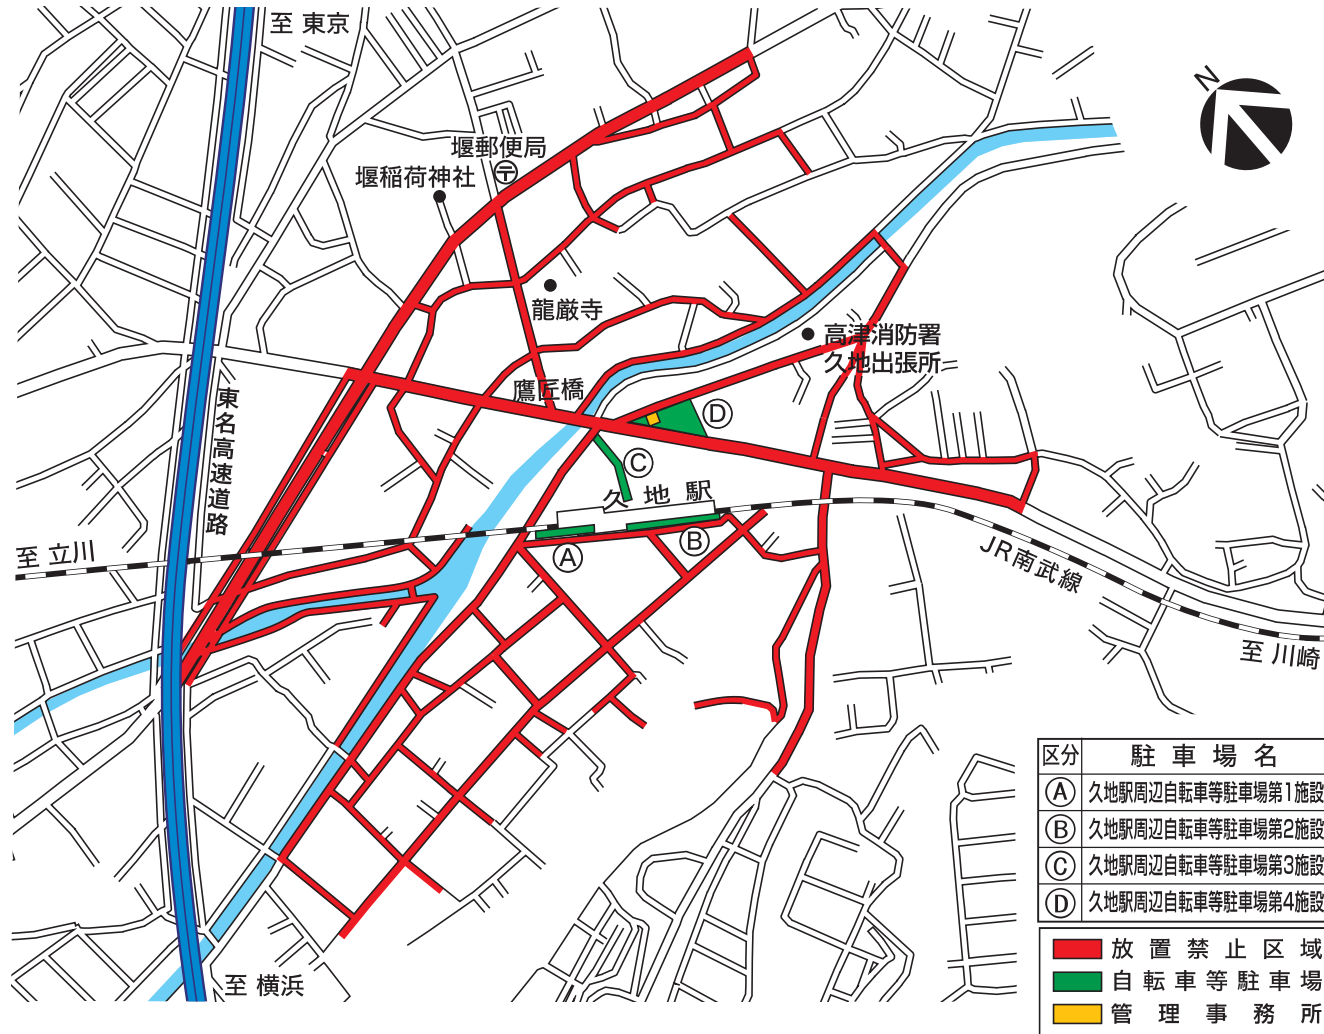 至 東京
N
堰郵便局
〒
堰稲荷神社
龍厳寺
高津消防署
久地出張所
鷹匠橋
東名高速道路
D
C
久地駅
B
A
至 立川
JR南武線
至 川崎
至 横浜
区分 駐車場名
A 久地駅周辺自転車等駐車場第1施設
B 久地駅周辺自転車等駐車場第2施設
C 久地駅周辺自転車等駐車場第3施設
D 久地駅周辺自転車等駐車場第4施設
放置禁止区域
自転車等駐車場
管理事務所